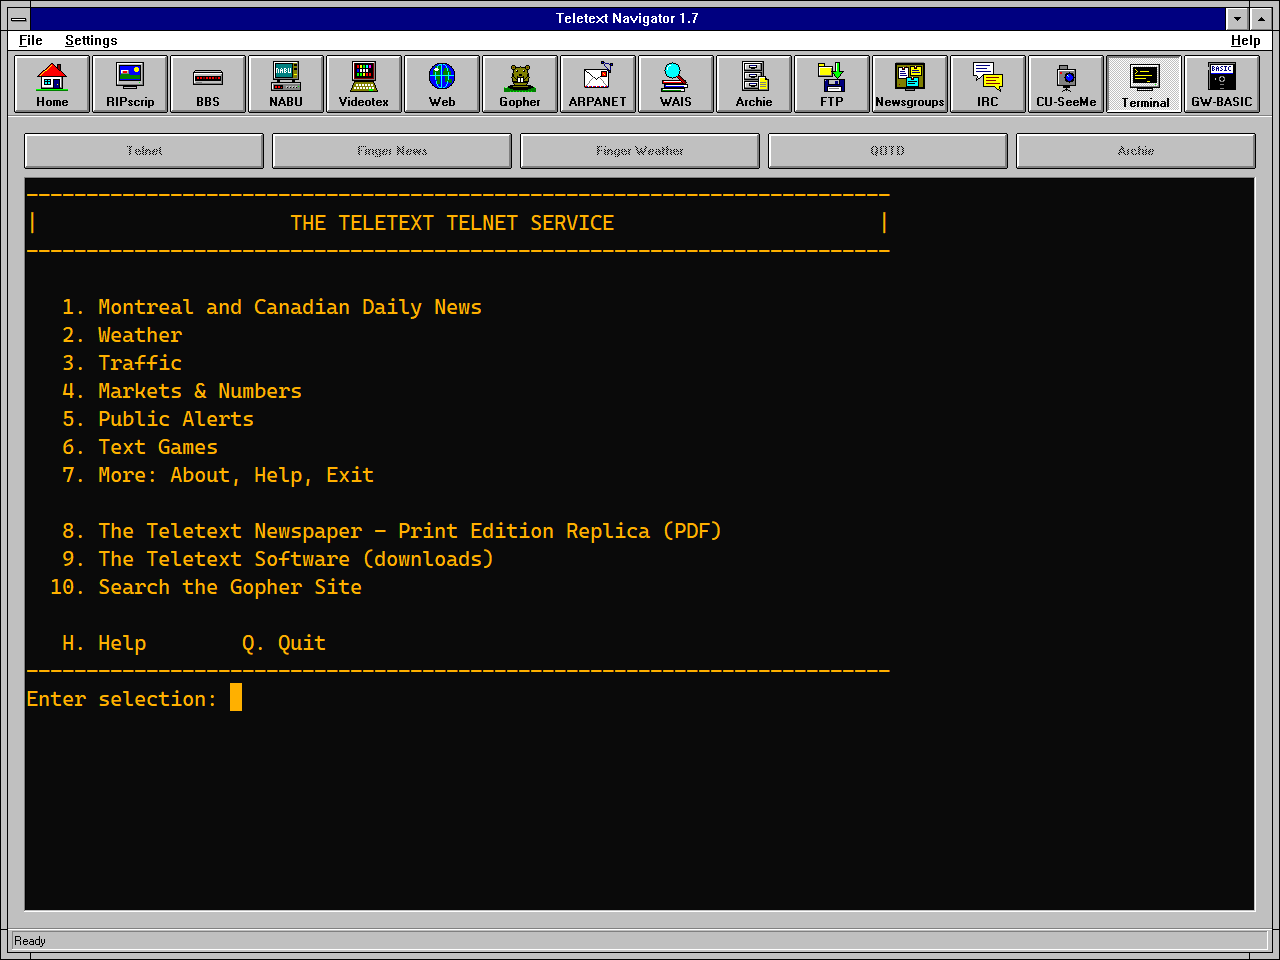 Teletext Navigator 1.7
File Settings Help
NABU BASIC
Home RIPscrip BBS NABU Videotex Web Gopher ARPANET WAIS Archie FTP Newsgroups IRC CU-SeeMe Terminal GW-BASIC
Telnet Finger News Finger Weather QOTD Archie
THE TELETEXT TELNET SERVICE
1. Montreal and Canadian Daily News
2. Weather
3. Traffic
4. Markets & Numbers
5. Public Alerts
6. Text Games
7. More: About, Help, Exit
8. The Teletext Newspaper – Print Edition Replica (PDF)
9. The Teletext Software (downloads)
10. Search the Gopher Site
H. Help Q. Quit
Enter selection:
Ready